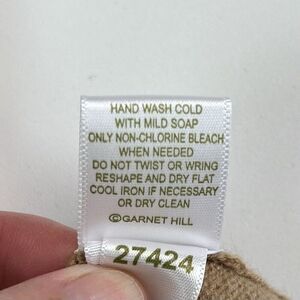 HAND WASH COLD
WITH MILD SOAP
ONLY NON-CHLORINE BLEACH
WHEN NEEDED
DO NOT TWIST OR WRING
RESHAPE AND DRY FLAT
COOL IRON IF NECESSARY
OR DRY CLEAN
©GARNET HILL
27424